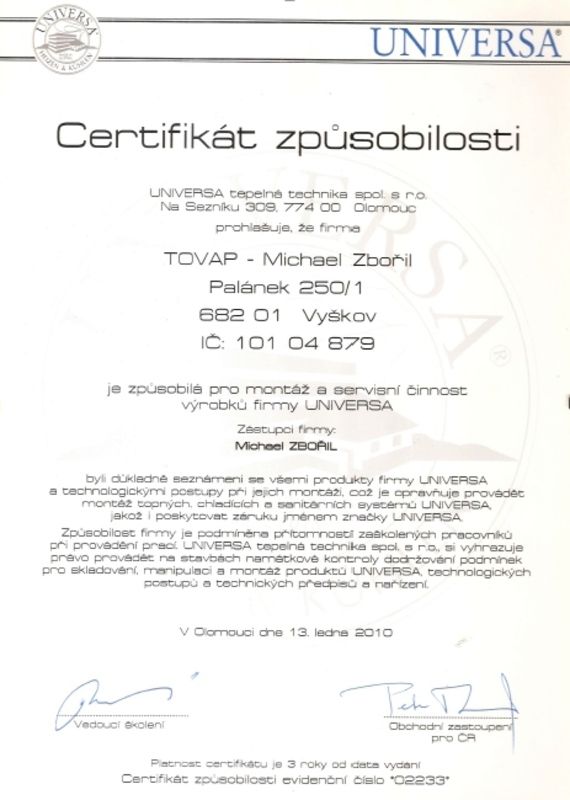 UNIVERSA
HEIZEN & KÜHLEN
UNIVERSA®
Certifikát způsobilosti
UNIVERSA tepelná technika spol. s r.o.
Na Sezníku 309, 774 00 Olomouc
prohlašuje, že firma
TOVAP - Michael Zbořil
Palánek 250/1
682 01 Vyškov
IČ: 101 04 879
je způsobilá pro montáž a servisní činnost
výrobků firmy UNIVERSA
Zástupci firmy:
Michael ZBOŘIL
byli důkladně seznámeni se všemi produkty firmy UNIVERSA
a technologickými postupy při jejich montáži, což je opravňuje provádět
montáž topných, chladících a sanitárních systémů UNIVERSA,
jakož i poskytovat záruku jménem značky UNIVERSA.
Způsobilost firmy je podmíněna přítomností zaškolených pracovníků
při provádění prací. UNIVERSA tepelná technika spol. s r.o., si vyhrazuje
právo provádět na stavbách namátkové kontroly dodržování podmínek
pro skladování, manipulaci a montáž produktů UNIVERSA, technologických
postupů a technických předpisů a nařízení.
V Olomouci dne 13. ledna 2010
Vedoucí školení
Obchodní zastoupení
pro ČR
Platnost certifikátu je 3 roky od data vydání
Certifikát způsobilosti evidenční číslo *02233*